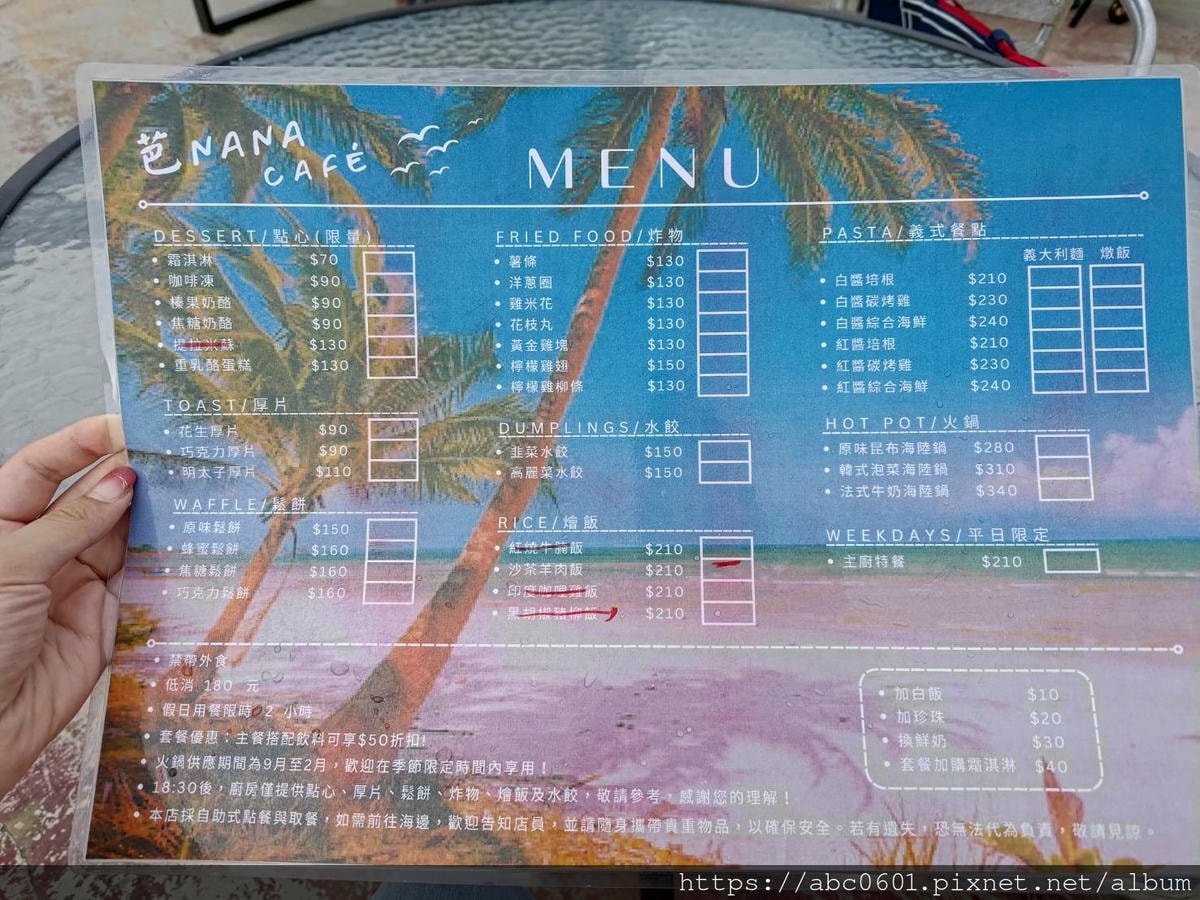 芭NANA CAFÉ
MENU
DESSERT/點心(限量)
霜淇淋 $70
咖啡凍 $90
榛果奶酪 $90
焦糖奶酪 $90
提拉米蘇 $130
重乳酪蛋糕 $130
TOAST/厚片
花生厚片 $90
巧克力厚片 $90
明太子厚片 $110
WAFFLE/鬆餅
原味鬆餅 $150
蜂蜜鬆餅 $160
焦糖鬆餅 $160
巧克力鬆餅 $160
FRIED FOOD/炸物
薯條 $130
洋蔥圈 $130
雞米花 $130
花枝丸 $130
黃金雞塊 $130
檸檬雞翅 $150
檸檬雞柳條 $130
DUMPLINGS/水餃
韭菜水餃 $150
高麗菜水餃 $150
RICE/燴飯
紅燒牛腩飯 $210
沙茶羊肉飯 $210
印度咖哩雞飯 $210
黑胡椒豬柳飯 $210
PASTA/義式餐點
義大利麵 燉飯
白醬培根 $210
白醬碳烤雞 $230
白醬綜合海鮮 $240
紅醬培根 $210
紅醬碳烤雞 $230
紅醬綜合海鮮 $240
HOT POT/火鍋
原味昆布海陸鍋 $280
韓式泡菜海陸鍋 $310
法式牛奶海陸鍋 $340
WEEKDAYS/平日限定
主廚特餐 $210
禁帶外食
低消 180 元
假日用餐限時 2 小時
套餐優惠：主餐搭配飲料可享$50折扣!
火鍋供應期間為9月至2月，歡迎在季節限定時間內享用！
18:30後，廚房僅提供點心、厚片、鬆餅、炸物、燴飯及水餃，敬請參考，感謝您的理解！
本店採自助式點餐與取餐，如需前往海邊，歡迎告知店員，並請隨身攜帶貴重物品，以確保安全。若有遺失，恐無法代為負責，敬請見諒。
加白飯 $10
加珍珠 $20
換鮮奶 $30
套餐加購霜淇淋 $40
https://abc0601.pixnet.net/album